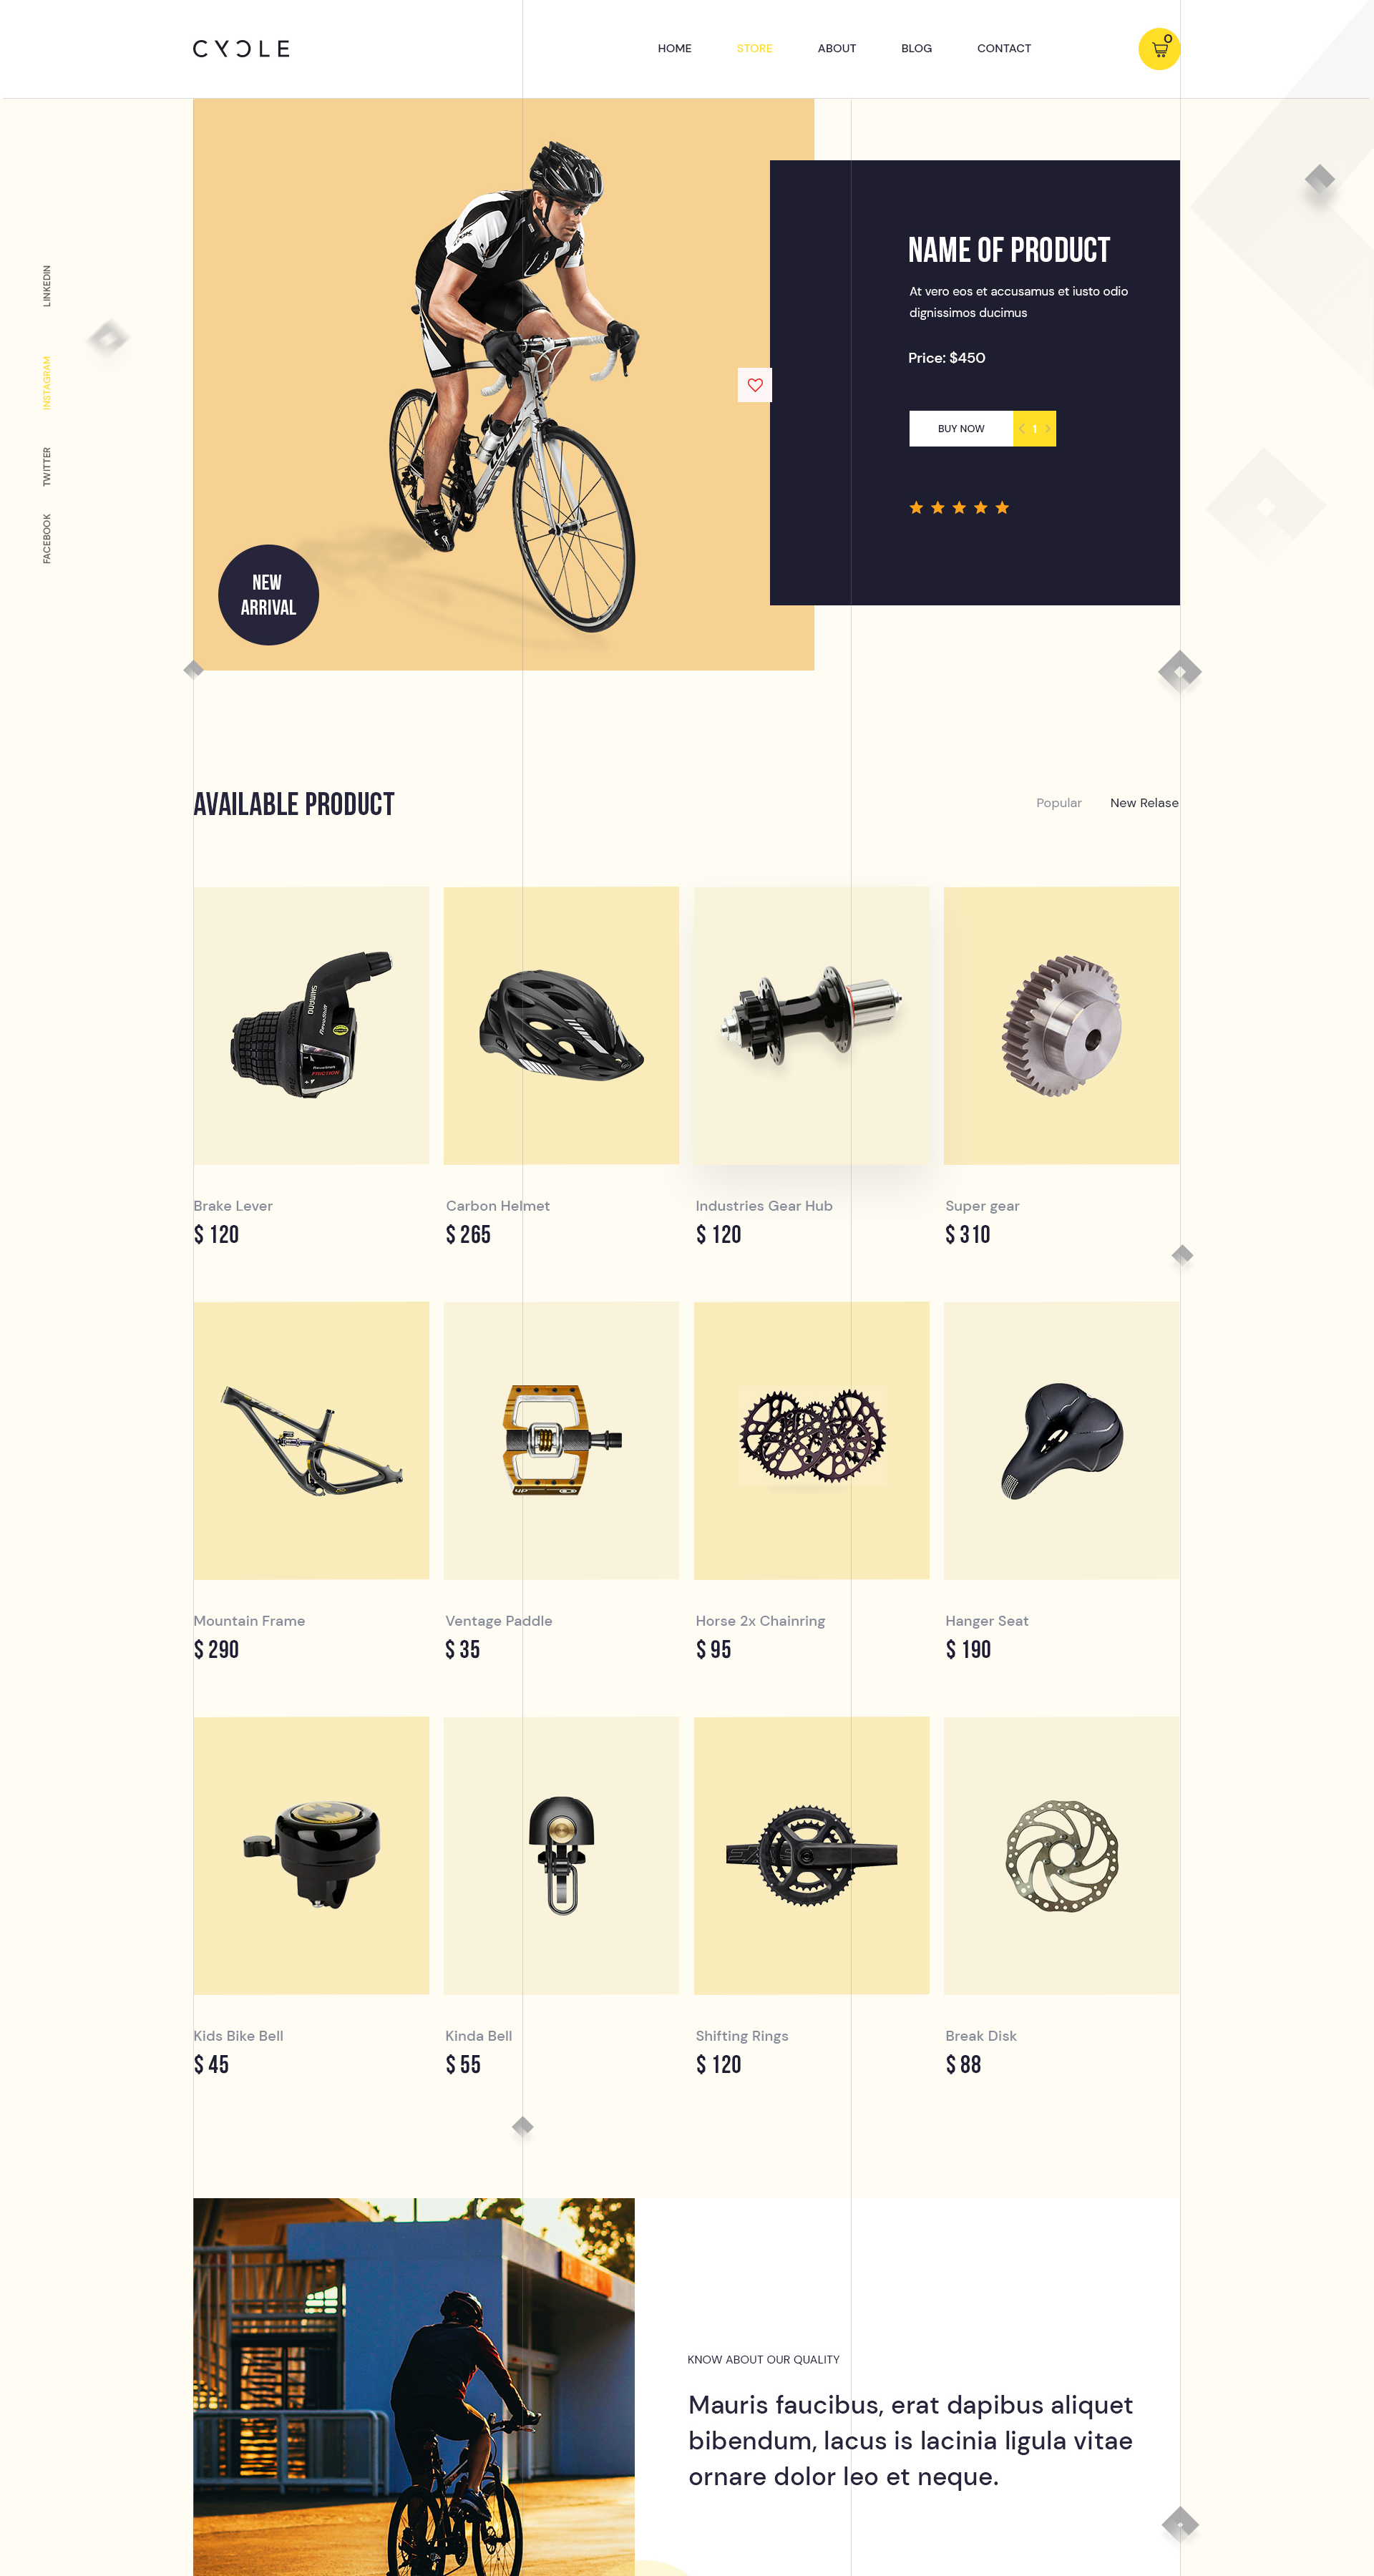 CYCLE
HOME STORE ABOUT BLOG CONTACT
0
LINKEDIN
INSTAGRAM
TWITTER
FACEBOOK
NAME OF PRODUCT
At vero eos et accusamus et iusto odio
dignissimos ducimus
Price: $450
BUY NOW
1
NEW
ARRIVAL
AVAILABLE PRODUCT
Popular New Relase
SHIMANO
RevoShift
FRICTION
Brake Lever
$ 120
Carbon Helmet
$ 265
Industries Gear Hub
$ 120
Super gear
$ 310
Mountain Frame
$ 290
Ventage Paddle
$ 35
Horse 2x Chainring
$ 95
Hanger Seat
$ 190
Kids Bike Bell
$ 45
Kinda Bell
$ 55
Shifting Rings
$ 120
Break Disk
$ 88
KNOW ABOUT OUR QUALITY
Mauris faucibus, erat dapibus aliquet
bibendum, lacus is lacinia ligula vitae
ornare dolor leo et neque.